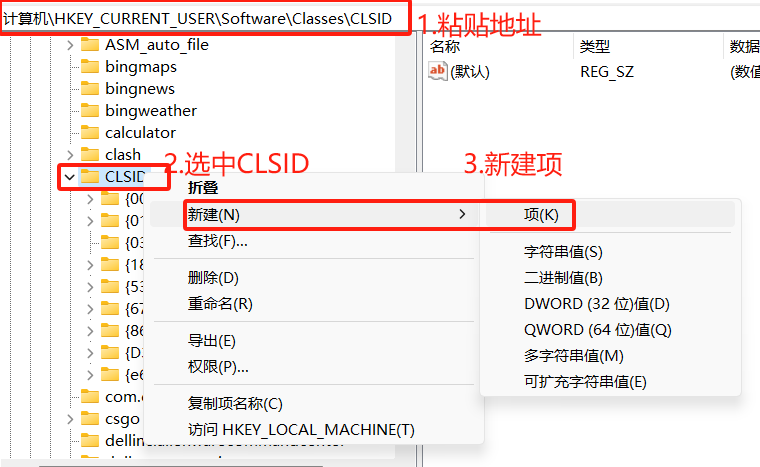 计算机\HKEY_CURRENT_USER\Software\Classes\CLSID
1.粘贴地址
ASM_auto_file
bingmaps
bingnews
bingweather
calculator
clash
CLSID
{00
{01
{03
{18
{53
{67
{86
{D
{e6
com.
csgo
名称 类型 数据
ab (默认) REG_SZ (数值
2.选中CLSID
3.新建项
折叠
新建(N)
查找(F)...
删除(D)
重命名(R)
导出(E)
权限(P)...
复制项名称(C)
访问 HKEY_LOCAL_MACHINE(T)
项(K)
字符串值(S)
二进制值(B)
DWORD (32 位)值(D)
QWORD (64 位)值(Q)
多字符串值(M)
可扩充字符串值(E)